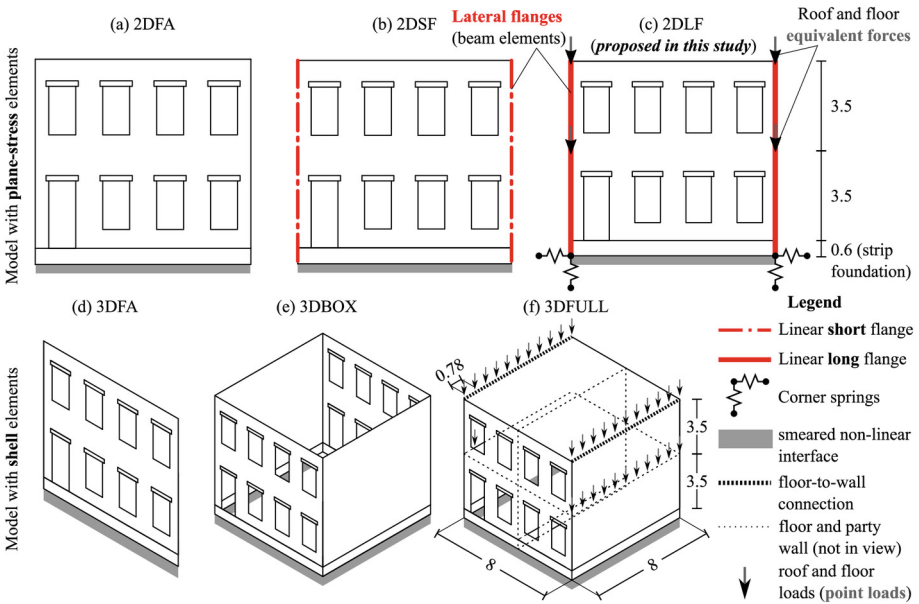 (a) 2DFA
(b) 2DSF
Lateral flanges
(beam elements)
(c) 2DLF
(proposed in this study)
Roof and floor
equivalent forces
Model with plane-stress elements
3.5
3.5
0.6 (strip
foundation)
(d) 3DFA
(e) 3DBOX
(f) 3DFULL
Model with shell elements
0.78
3.5
3.5
8
8
Legend
Linear short flange
Linear long flange
Corner springs
smeared non-linear
interface
floor-to-wall
connection
floor and party
wall (not in view)
roof and floor
loads (point loads)